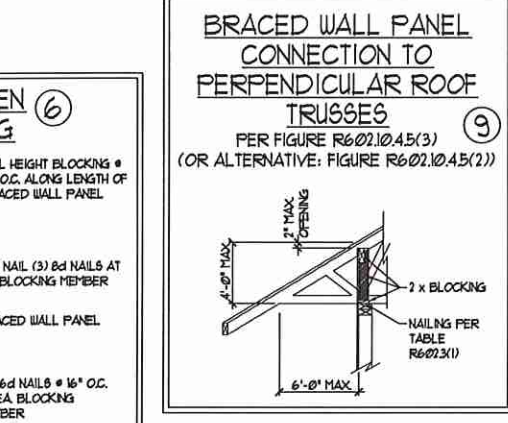 EN 6
G
L HEIGHT BLOCKING @
O.C. ALONG LENGTH OF
ACED WALL PANEL
NAIL (3) 8d NAILS AT
BLOCKING MEMBER
ACED WALL PANEL
6d NAILS @ 16" O.C.
EA. BLOCKING
BER
BRACED WALL PANEL
CONNECTION TO
PERPENDICULAR ROOF
TRUSSES
9
PER FIGURE R602.10.4.5(3)
(OR ALTERNATIVE: FIGURE R602.10.4.5(2))
2" MAX.
OPENING
4'-0" MAX.
2 x BLOCKING
NAILING PER
TABLE
R602.3(1)
6'-0" MAX.